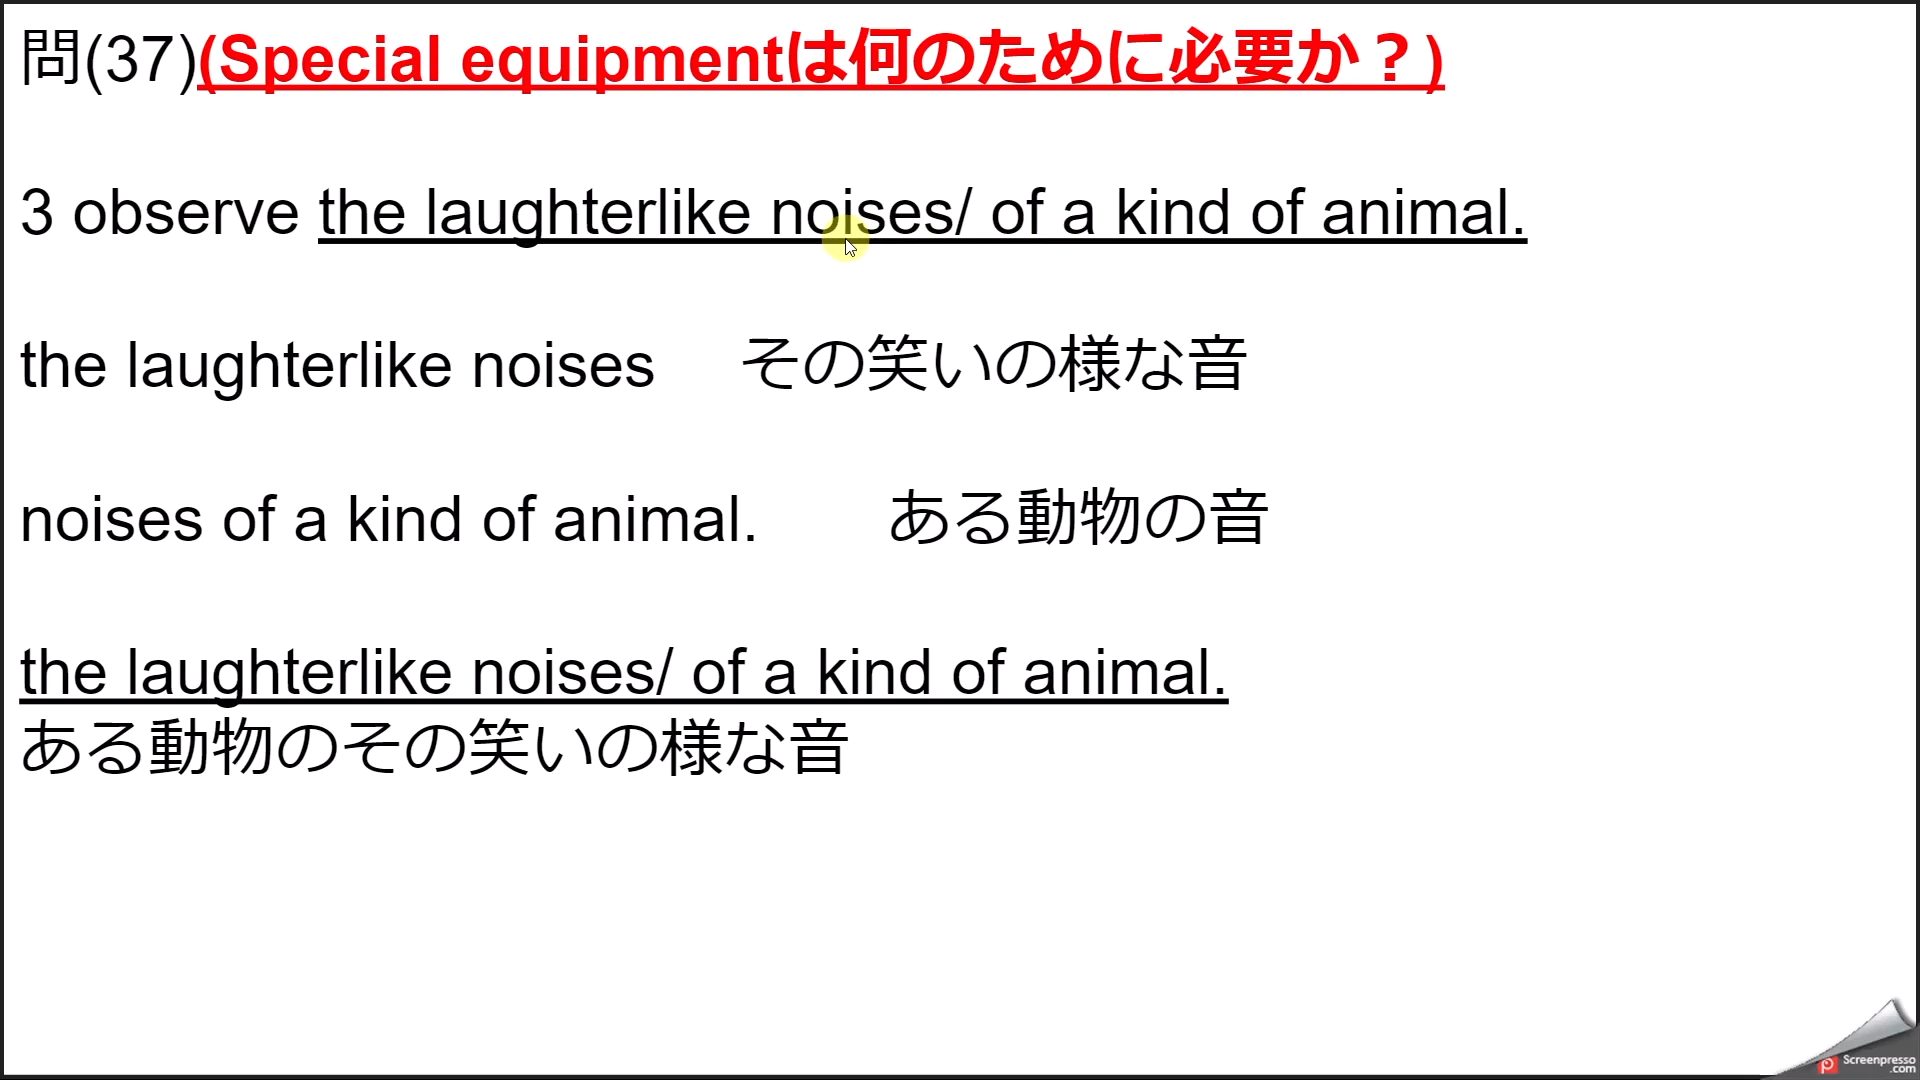 問(37)(Special equipmentは何のために必要か？)
3 observe the laughterlike noises/ of a kind of animal.
the laughterlike noises　その笑いの様な音
noises of a kind of animal.　ある動物の音
the laughterlike noises/ of a kind of animal.
ある動物のその笑いの様な音
Screenpresso
.com